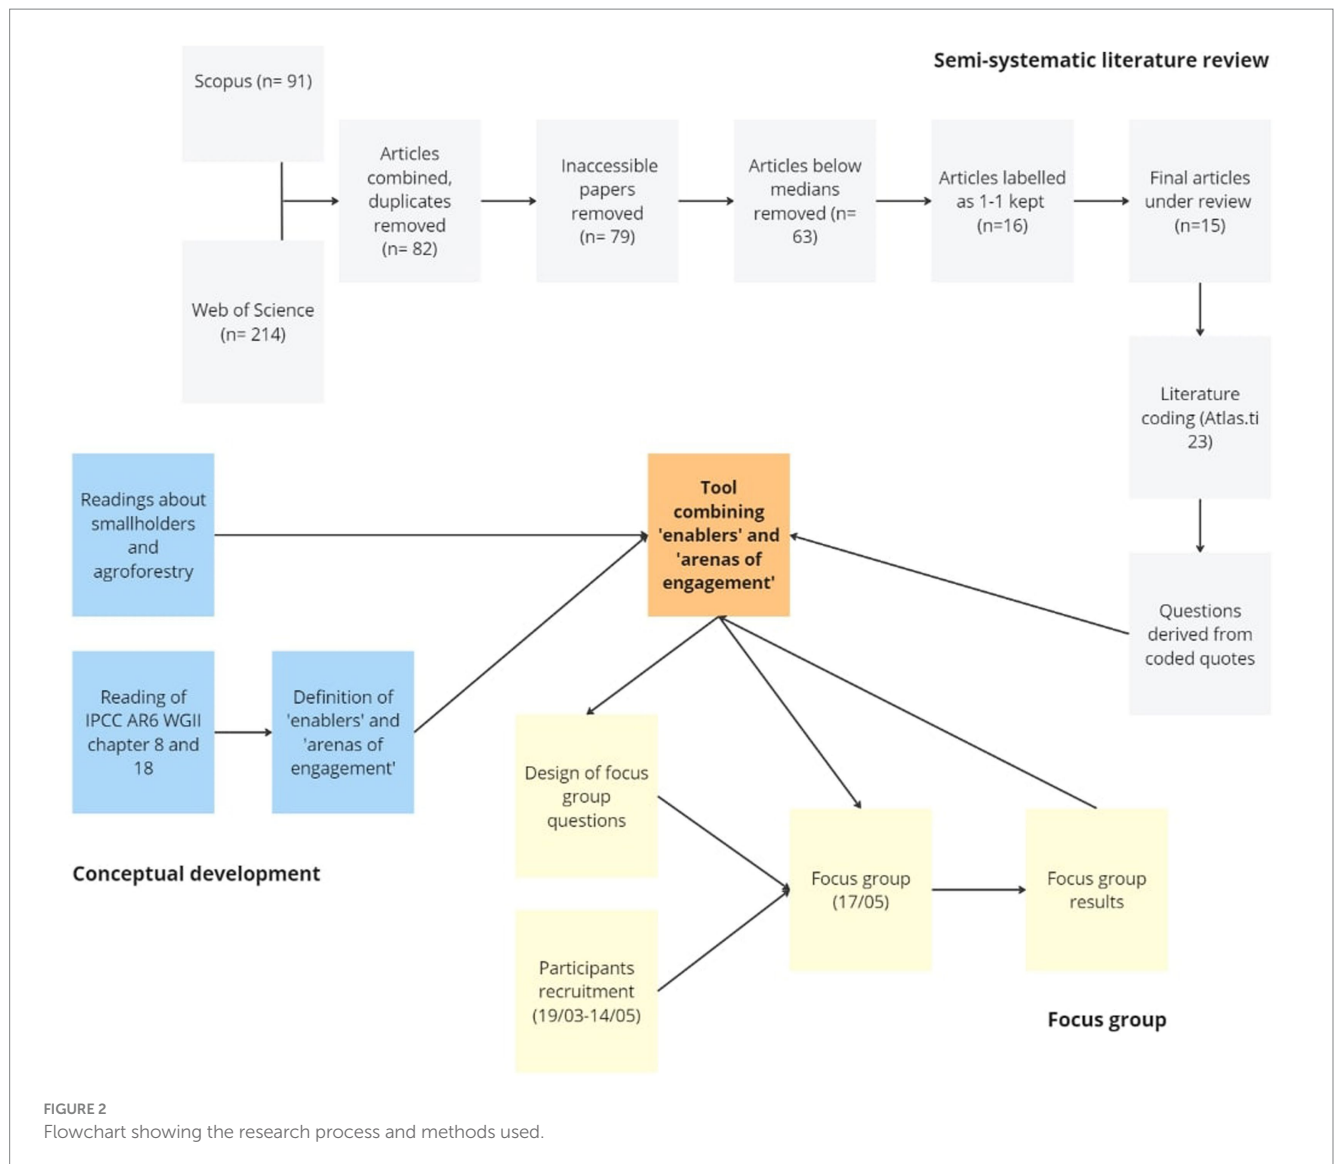 Semi-systematic literature review
Scopus (n= 91)
Web of Science
(n= 214)
Articles
combined,
duplicates
removed
(n= 82)
Inaccessible
papers
removed
(n= 79)
Articles below
medians
removed (n=
63)
Articles labelled
as 1-1 kept
(n=16)
Final articles
under review
(n=15)
Literature
coding (Atlas.ti
23)
Questions
derived from
coded quotes
Readings about
smallholders
and
agroforestry
Reading of
IPCC AR6 WGII
chapter 8 and
18
Definition of
'enablers' and
'arenas of
engagement'
Conceptual development
Tool
combining
'enablers' and
'arenas of
engagement'
Design of focus
group
questions
Participants
recruitment
(19/03-14/05)
Focus group
(17/05)
Focus group
results
Focus group
FIGURE 2
Flowchart showing the research process and methods used.